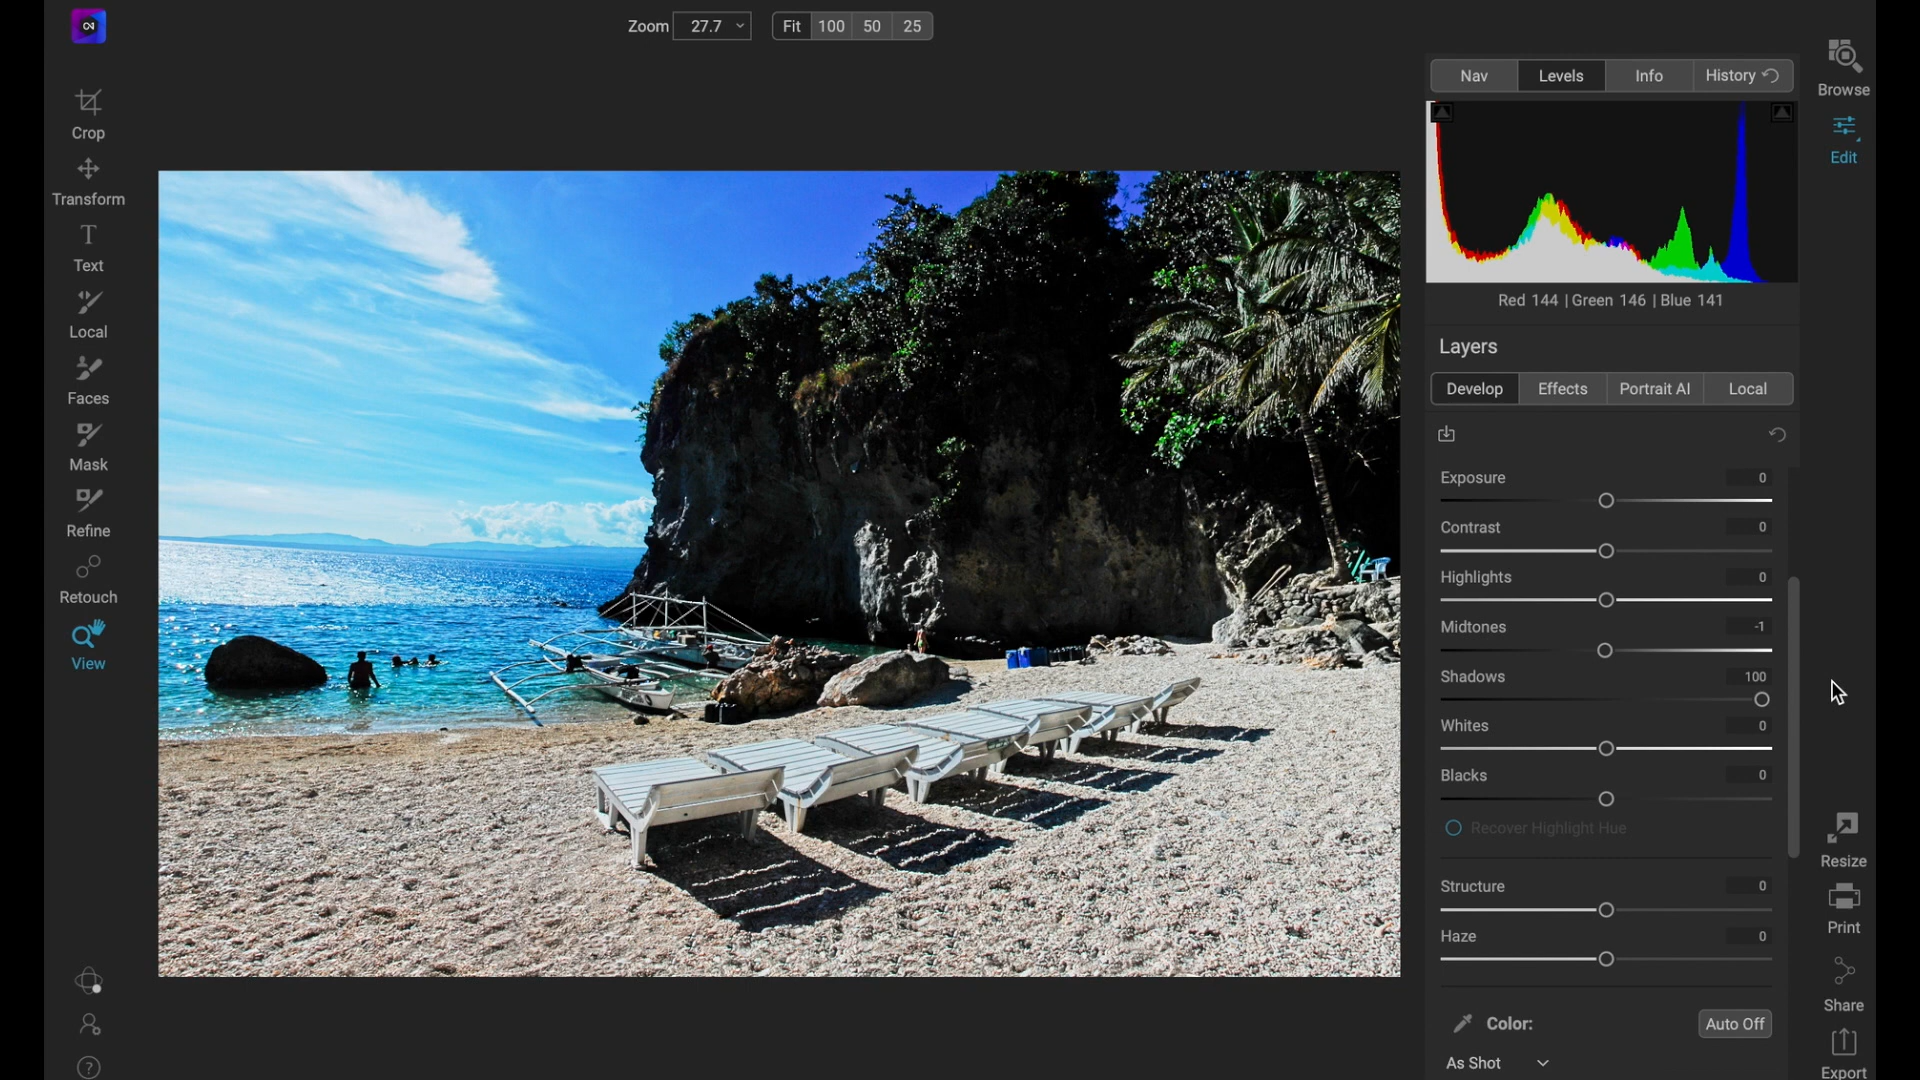 Zoom 27.7 Fit 100 50 25
Crop
Transform
Text
Local
Faces
Mask
Refine
Retouch
View
Nav Levels Info History
Red 144 | Green 146 | Blue 141
Layers
Develop Effects Portrait AI Local
Exposure 0
Contrast 0
Highlights 0
Midtones -1
Shadows 100
Whites 0
Blacks 0
Recover Highlight Hue
Structure 0
Haze 0
Color: Auto Off
As Shot
Browse
Edit
Resize
Print
Share
Export